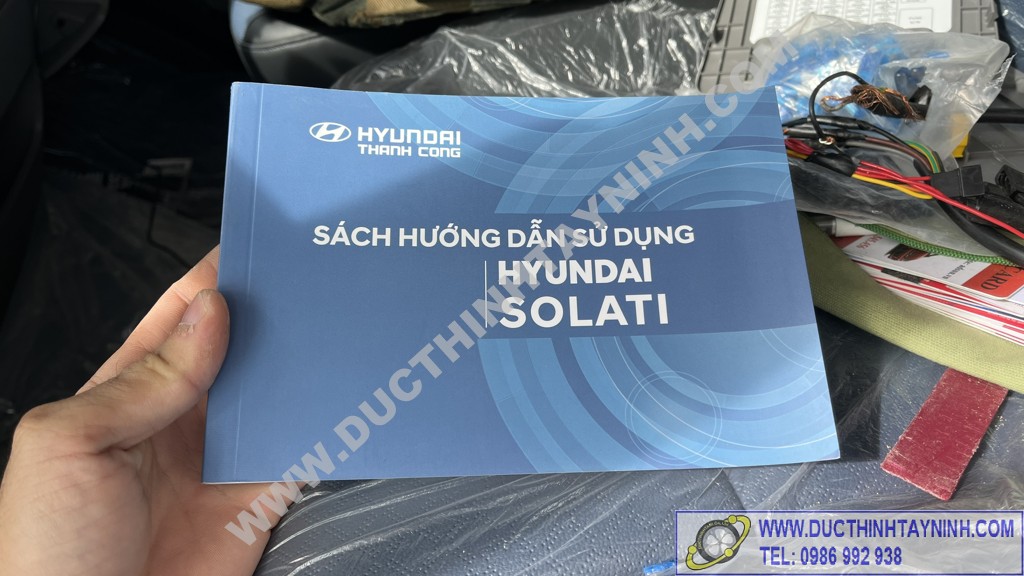 HYUNDAI
THANH CONG
SÁCH HƯỚNG DẪN SỬ DỤNG
HYUNDAI
SOLATI
WWW.DUCTHINHTAYNINH.COM
CARD
WWW.DUCTHINHTAYNINH.COM
TEL: 0986 992 938